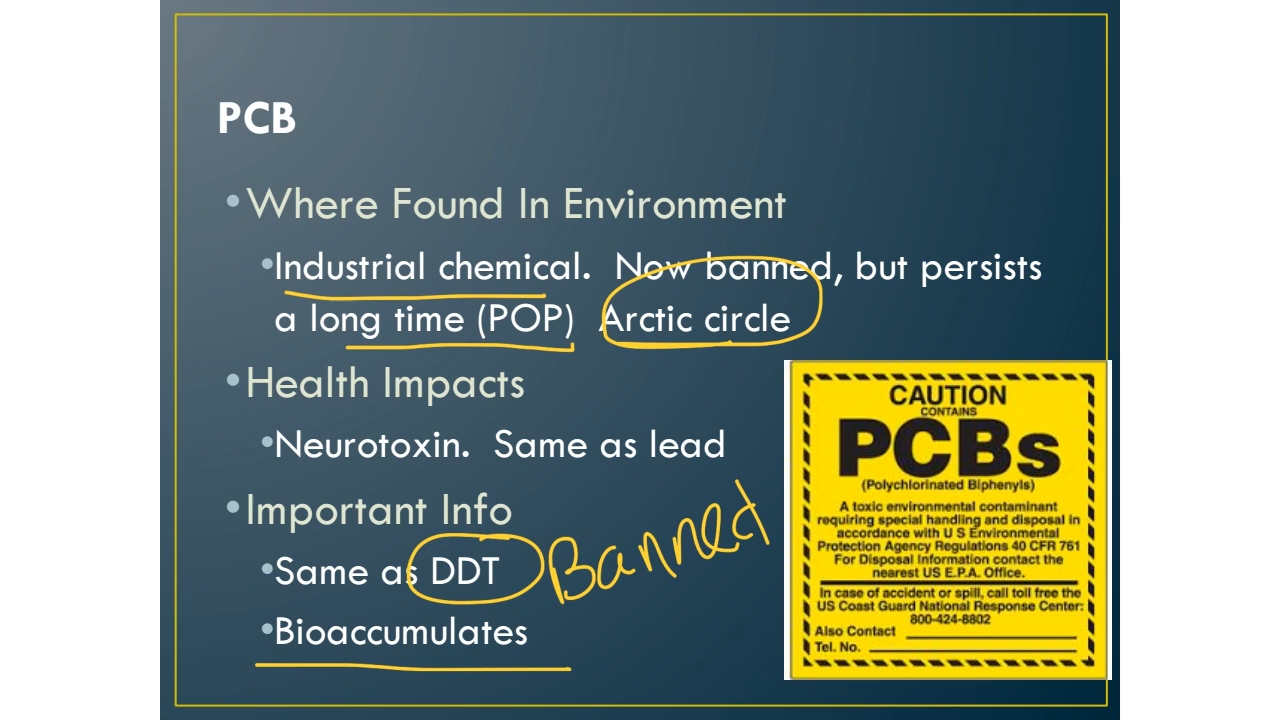 PCB
•Where Found In Environment
•Industrial chemical. Now banned, but persists
a long time (POP) Arctic circle
•Health Impacts
•Neurotoxin. Same as lead
•Important Info
•Same as DDT
Banned
•Bioaccumulates
CAUTION
CONTAINS
PCBs
(Polychlorinated Biphenyls)
A toxic environmental contaminant
requiring special handling and disposal in
accordance with U S Environmental
Protection Agency Regulations 40 CFR 761
For Disposal Information contact the
nearest US E.P.A. Office.
In case of accident or spill, call toll free the
US Coast Guard National Response Center:
800-424-8802
Also Contact
Tel. No.